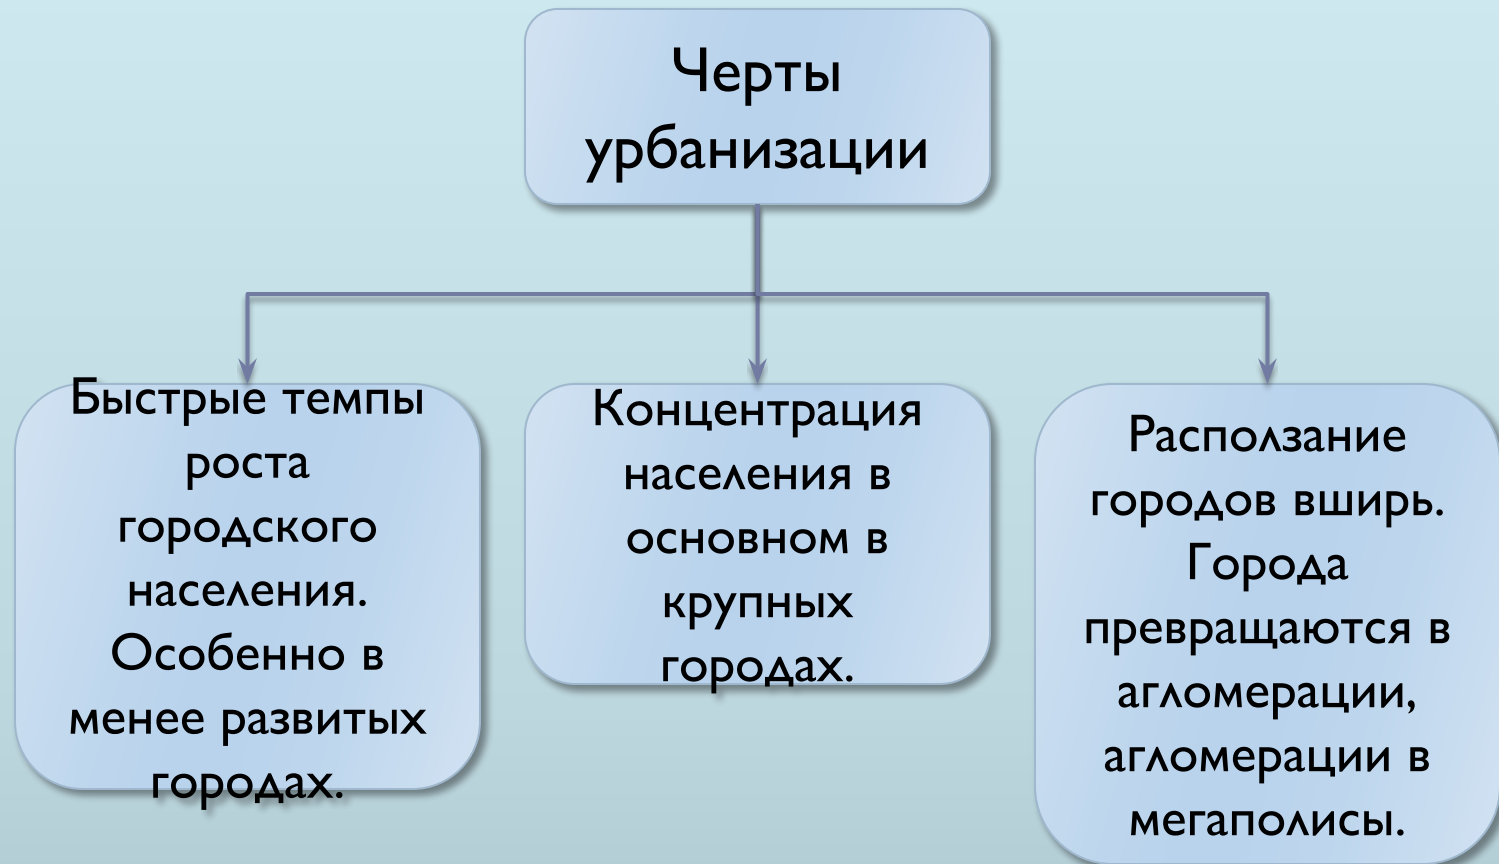 Черты
урбанизации
Быстрые темпы
роста
городского
населения.
Особенно в
менее развитых
городах.
Концентрация
населения в
основном в
крупных
городах.
Расползание
городов вширь.
Города
превращаются в
агломерации,
агломерации в
мегаполисы.